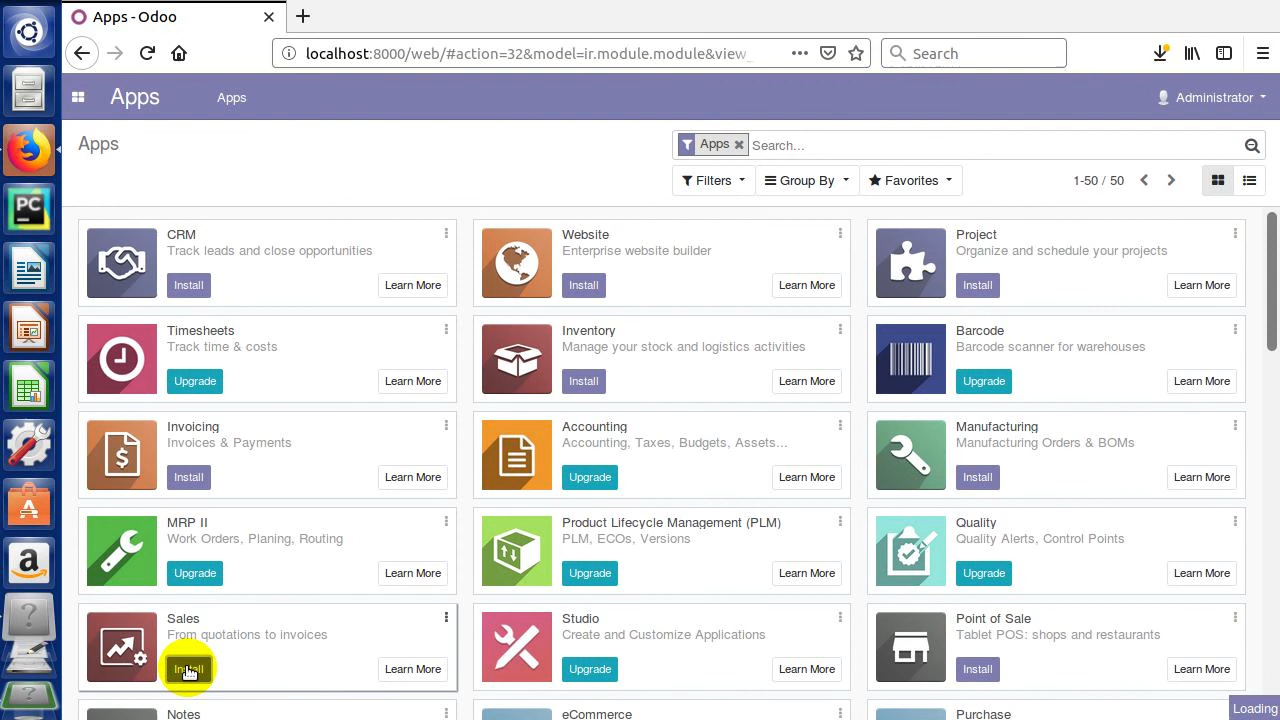 Apps - Odoo
localhost:8000/web/#action=32&model=ir.module.module&view_
Search
Apps
Apps
Administrator
Apps
Apps
Search...
Filters
Group By
Favorites
1-50 / 50
CRM
Track leads and close opportunities
Install
Learn More
Website
Enterprise website builder
Install
Learn More
Project
Organize and schedule your projects
Install
Learn More
Timesheets
Track time & costs
Upgrade
Learn More
Inventory
Manage your stock and logistics activities
Install
Learn More
Barcode
Barcode scanner for warehouses
Upgrade
Learn More
Invoicing
Invoices & Payments
Install
Learn More
Accounting
Accounting, Taxes, Budgets, Assets...
Upgrade
Learn More
Manufacturing
Manufacturing Orders & BOMs
Install
Learn More
MRP II
Work Orders, Planing, Routing
Upgrade
Learn More
Product Lifecycle Management (PLM)
PLM, ECOs, Versions
Upgrade
Learn More
Quality
Quality Alerts, Control Points
Upgrade
Learn More
Sales
From quotations to invoices
Install
Learn More
Studio
Create and Customize Applications
Upgrade
Learn More
Point of Sale
Tablet POS: shops and restaurants
Install
Learn More
Notes
eCommerce
Purchase
Loading
PC